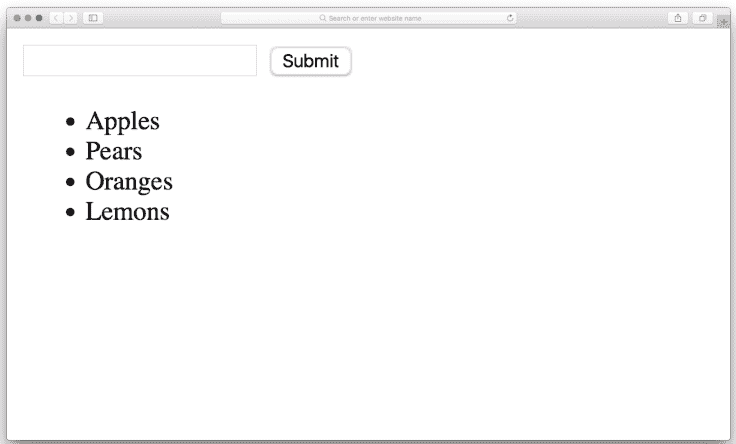 Search or enter website name
Submit
Apples
Pears
Oranges
Lemons